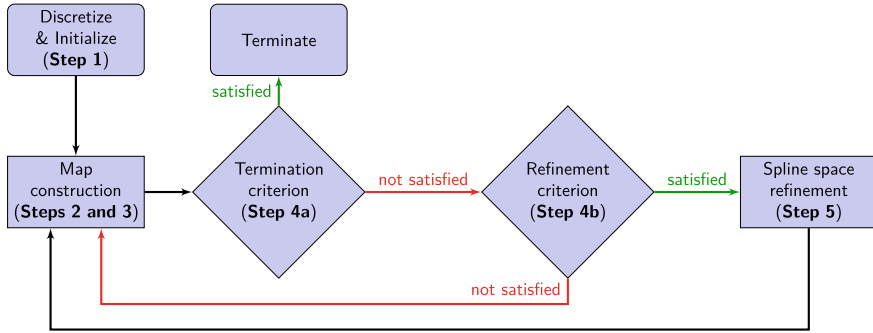 Discretize
& Initialize
(Step 1)
Terminate
satisfied
Map
construction
(Steps 2 and 3)
Termination
criterion
(Step 4a)
not satisfied
Refinement
criterion
(Step 4b)
satisfied
Spline space
refinement
(Step 5)
not satisfied